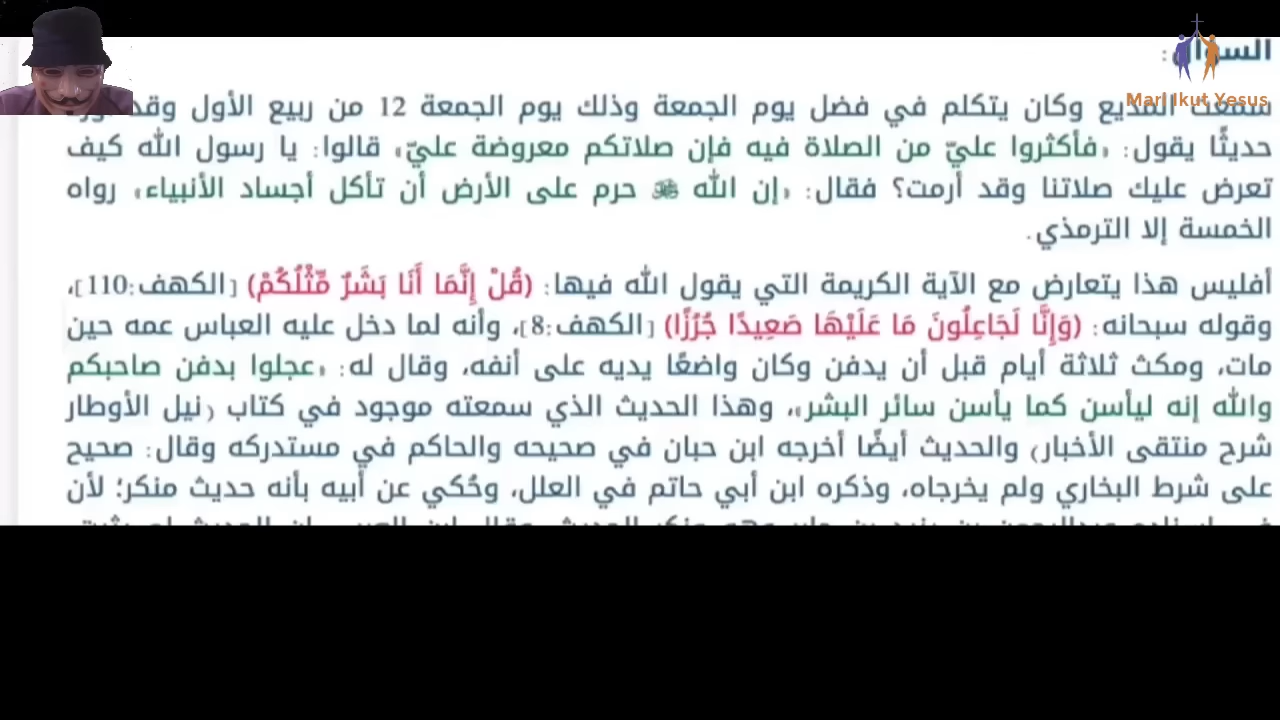 السؤال:
Mari Ikut Yesus
سمعت المذيع وكان يتكلم في فضل يوم الجمعة وذلك يوم الجمعة 12 من ربيع الأول وقد
حديثًا يقول: «فأكثروا عليّ من الصلاة فيه فإن صلاتكم معروضة عليّ» قالوا: يا رسول الله كيف
تعرض عليك صلاتنا وقد أرمت؟ فقال: «إن الله ﷻ حرم على الأرض أن تأكل أجساد الأنبياء» رواه
الخمسة إلا الترمذي.
أفليس هذا يتعارض مع الآية الكريمة التي يقول الله فيها: (قُلْ إِنَّمَا أَنَا بَشَرٌ مِّثْلُكُمْ) [الكهف:110]،
وقوله سبحانه: (وَإِنَّا لَجَاعِلُونَ مَا عَلَيْهَا صَعِيدًا جُرُزًا) [الكهف:8]، وأنه لما دخل عليه العباس عمه حين
مات، ومكث ثلاثة أيام قبل أن يدفن وكان واضعًا يديه على أنفه، وقال له: «عجلوا بدفن صاحبكم
والله إنه ليأسن كما يأسن سائر البشر»، وهذا الحديث الذي سمعته موجود في كتاب (نيل الأوطار
شرح منتقى الأخبار) والحديث أيضًا أخرجه ابن حبان في صحيحه والحاكم في مستدركه وقال: صحيح
على شرط البخاري ولم يخرجاه، وذكره ابن أبي حاتم في العلل، وحُكي عن أبيه بأنه حديث منكر؛ لأن